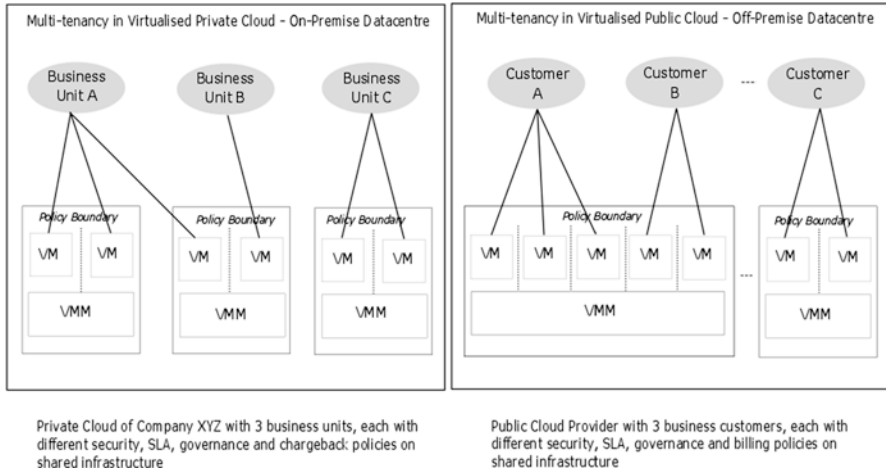 Multi-tenancy in Virtualised Private Cloud - On-Premise Datacentre
Business
Unit A
Business
Unit B
Business
Unit C
Policy Boundary
VM
VM
VMM
Policy Boundary
VM
VM
VMM
Policy Boundary
VM
VM
VMM
Private Cloud of Company XYZ with 3 business units, each with
different security, SLA, governance and chargeback policies on
shared infrastructure
Multi-tenancy in Virtualised Public Cloud - Off-Premise Datacentre
Customer
A
Customer
B
---
Customer
C
Policy Boundary
VM
VM
VM
VM
VM
VMM
---
Policy Boundary
VM
VM
VMM
Public Cloud Provider with 3 business customers, each with
different security, SLA, governance and billing policies on
shared infrastructure